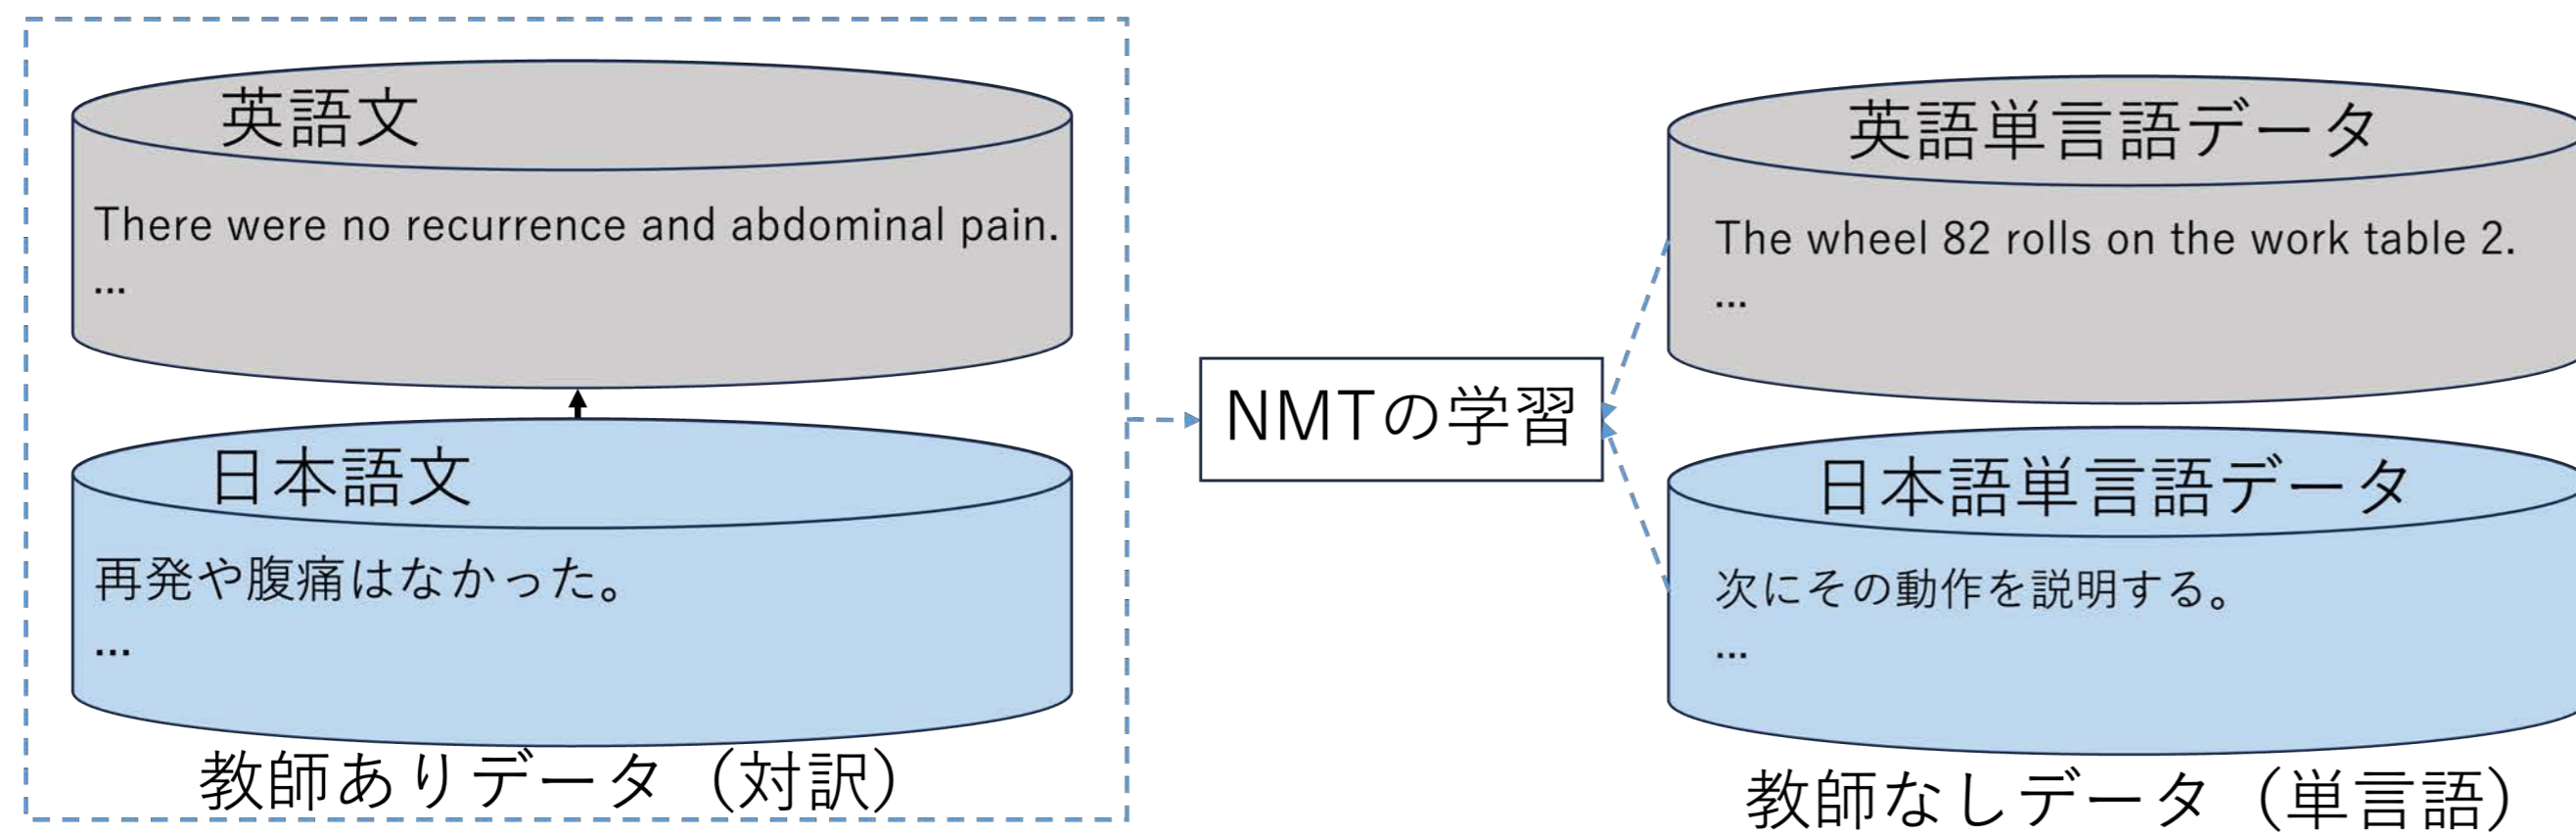 英語文
There were no recurrence and abdominal pain.
...
日本語文
再発や腹痛はなかった。
...
教師ありデータ（対訳）
NMTの学習
英語単言語データ
The wheel 82 rolls on the work table 2.
...
日本語単言語データ
次にその動作を説明する。
...
教師なしデータ（単言語）